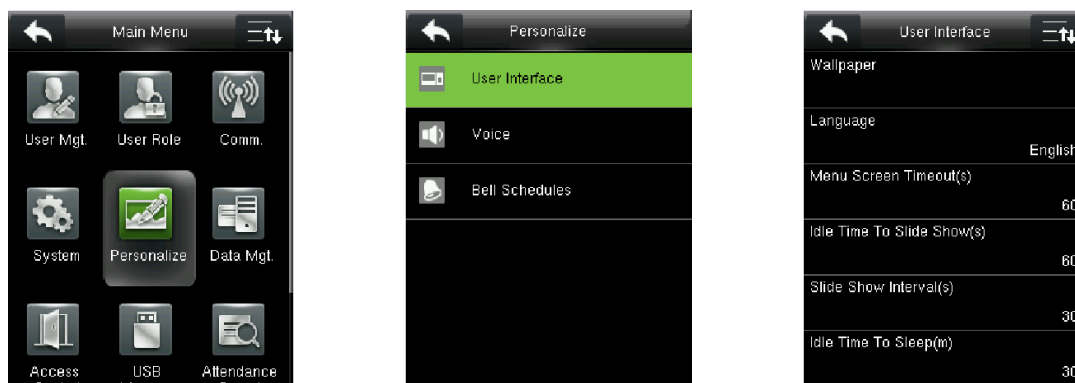 Main Menu
User Mgt.
User Role
Comm.
System
Personalize
Data Mgt.
Access
USB
Attendance
Personalize
User Interface
Voice
Bell Schedules
User Interface
Wallpaper
Language
English
Menu Screen Timeout(s)
60
Idle Time To Slide Show(s)
60
Slide Show Interval(s)
30
Idle Time To Sleep(m)
30